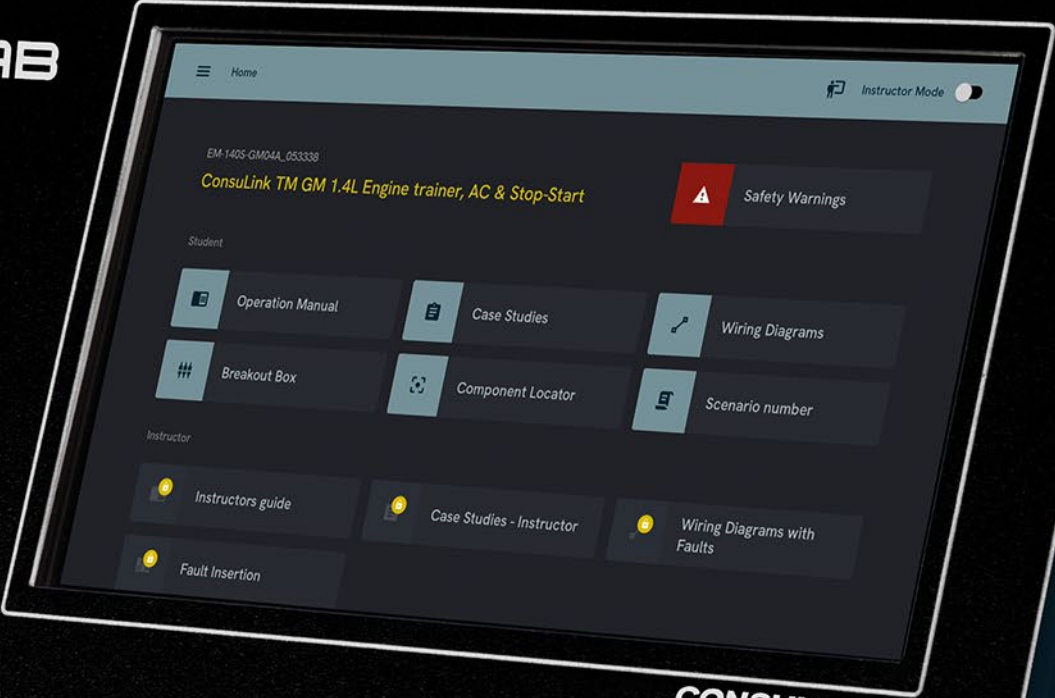 AB
Home
Instructor Mode
EM-140S-GM04A_053338
ConsuLink TM GM 1.4L Engine trainer, AC & Stop-Start
Safety Warnings
Student
Operation Manual
Case Studies
Wiring Diagrams
Breakout Box
Component Locator
Scenario number
Instructor
Instructors guide
Case Studies - Instructor
Wiring Diagrams with
Faults
Fault Insertion